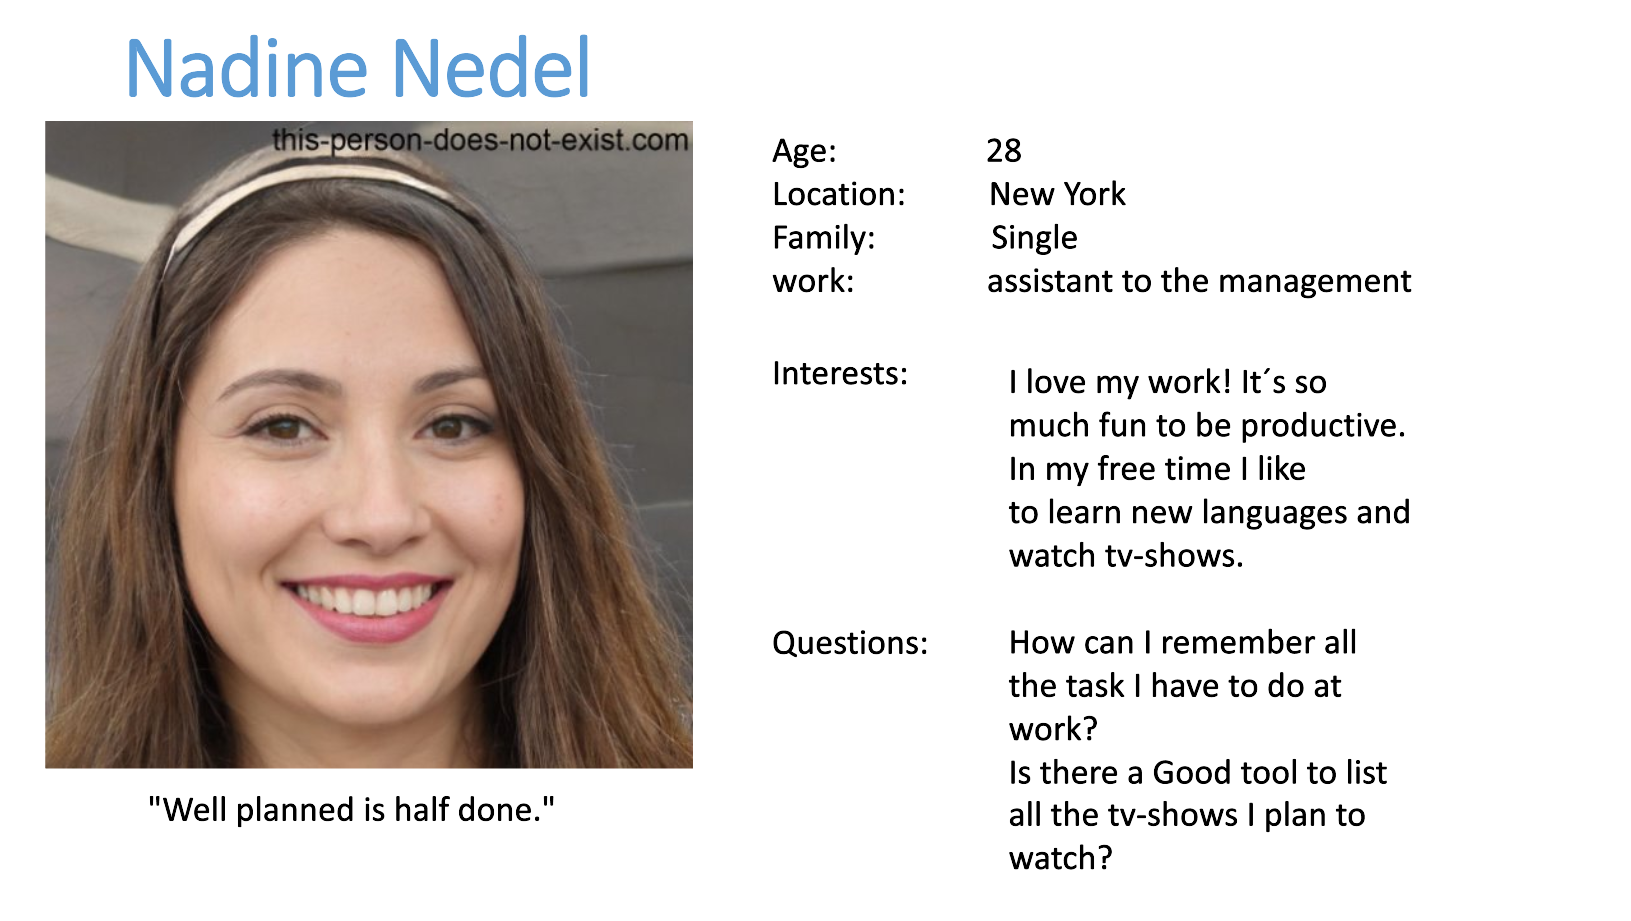 Nadine Nedel
this-person-does-not-exist.com
"Well planned is half done."
Age: 28
Location: New York
Family: Single
work: assistant to the management
Interests: I love my work! It´s so
much fun to be productive.
In my free time I like
to learn new languages and
watch tv-shows.
Questions: How can I remember all
the task I have to do at
work?
Is there a Good tool to list
all the tv-shows I plan to
watch?